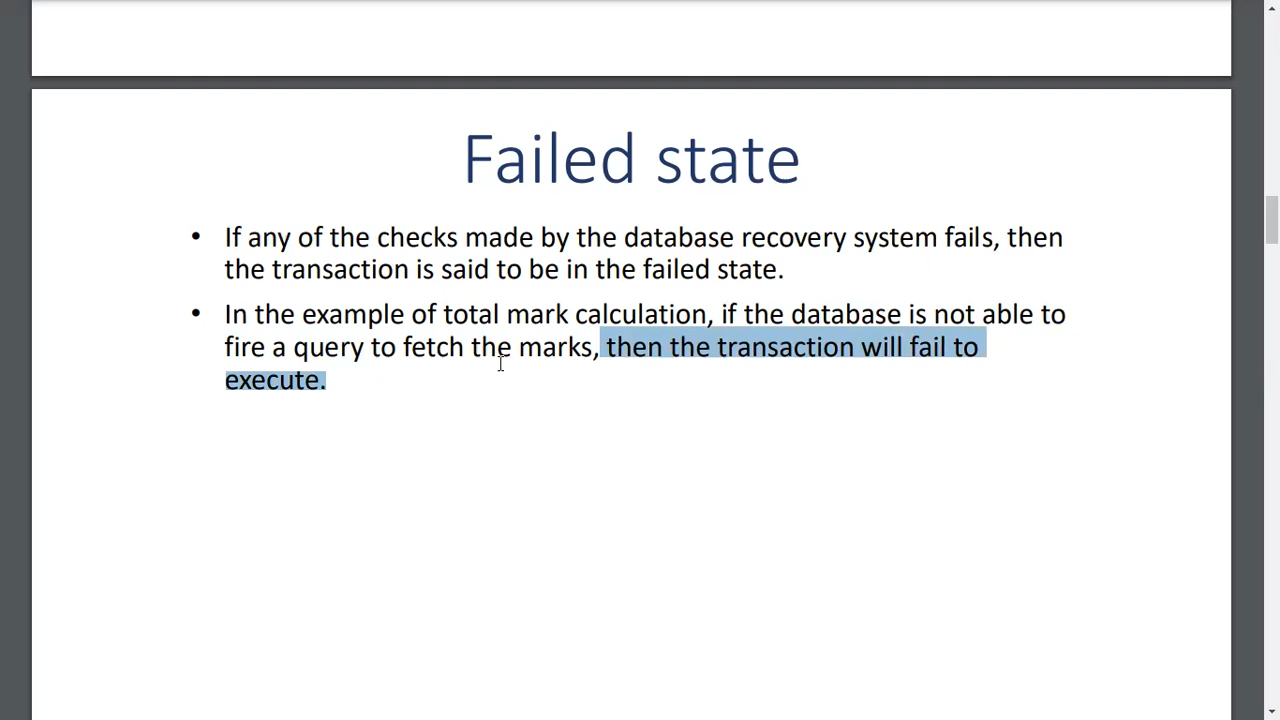 Failed state
• If any of the checks made by the database recovery system fails, then
the transaction is said to be in the failed state.
• In the example of total mark calculation, if the database is not able to
fire a query to fetch the marks, then the transaction will fail to
execute.